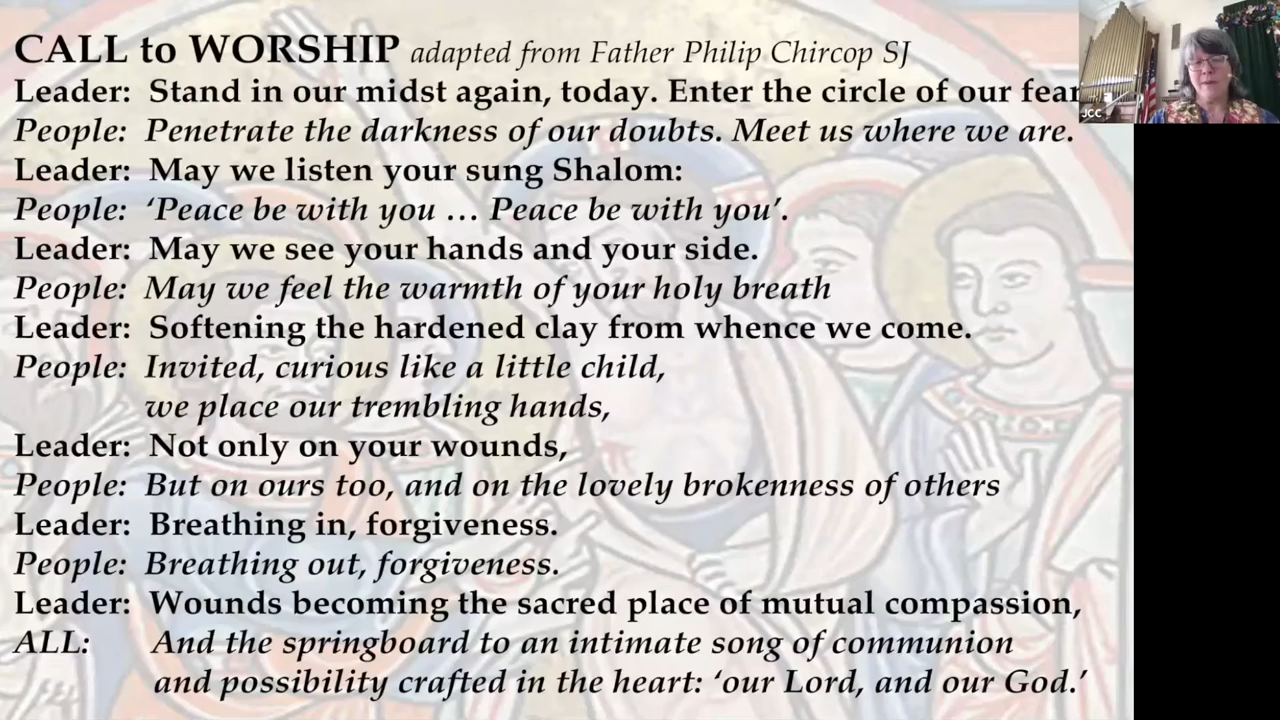 CALL to WORSHIP adapted from Father Philip Chircop SJ
Leader: Stand in our midst again, today. Enter the circle of our fear
People: Penetrate the darkness of our doubts. Meet us where we are.
Leader: May we listen your sung Shalom:
People: ‘Peace be with you … Peace be with you’.
Leader: May we see your hands and your side.
People: May we feel the warmth of your holy breath
Leader: Softening the hardened clay from whence we come.
People: Invited, curious like a little child,
we place our trembling hands,
Leader: Not only on your wounds,
People: But on ours too, and on the lovely brokenness of others
Leader: Breathing in, forgiveness.
People: Breathing out, forgiveness.
Leader: Wounds becoming the sacred place of mutual compassion,
ALL: And the springboard to an intimate song of communion
and possibility crafted in the heart: ‘our Lord, and our God.’
JCC